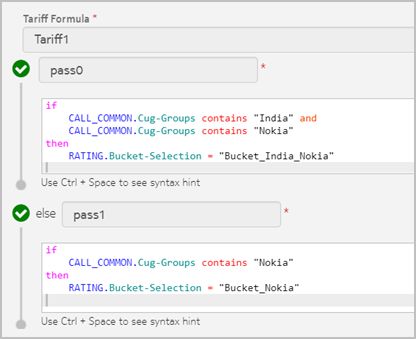 Tariff Formula *
Tariff1
pass0 *
if
CALL_COMMON.Cug-Groups contains "India" and
CALL_COMMON.Cug-Groups contains "Nokia"
then
RATING.Bucket-Selection = "Bucket_India_Nokia"
Use Ctrl + Space to see syntax hint
else pass1 *
if
CALL_COMMON.Cug-Groups contains "Nokia"
then
RATING.Bucket-Selection = "Bucket_Nokia"
Use Ctrl + Space to see syntax hint